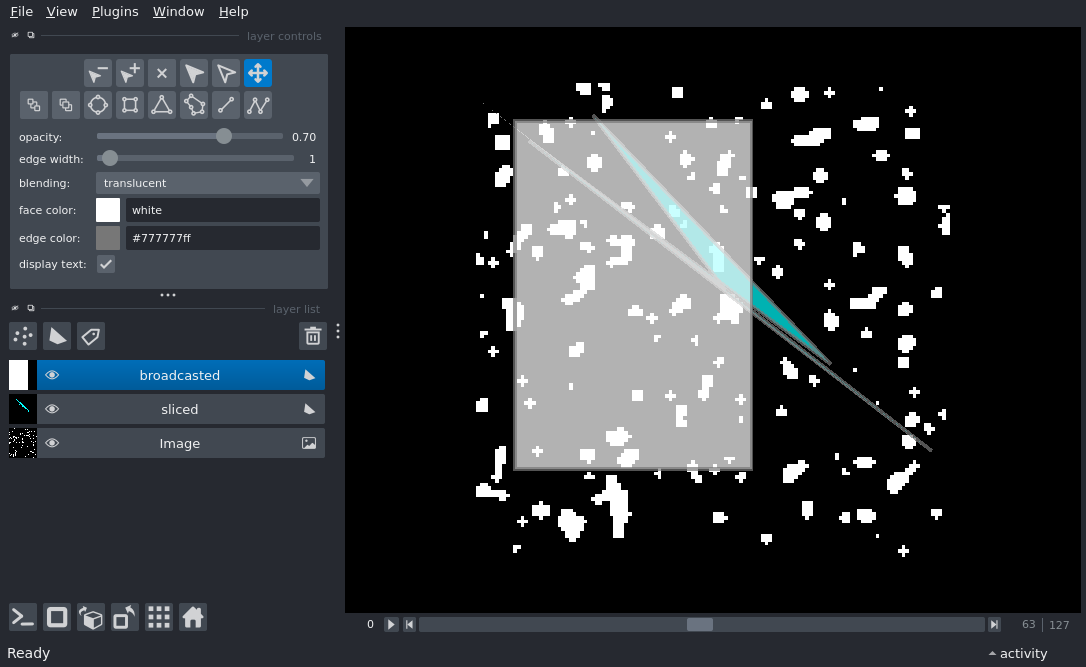 File View Plugins Window Help
layer controls
opacity: 0.70
edge width: 1
blending: translucent
face color: white
edge color: #777777ff
display text:
layer list
broadcasted
sliced
Image
0 63 127
Ready activity